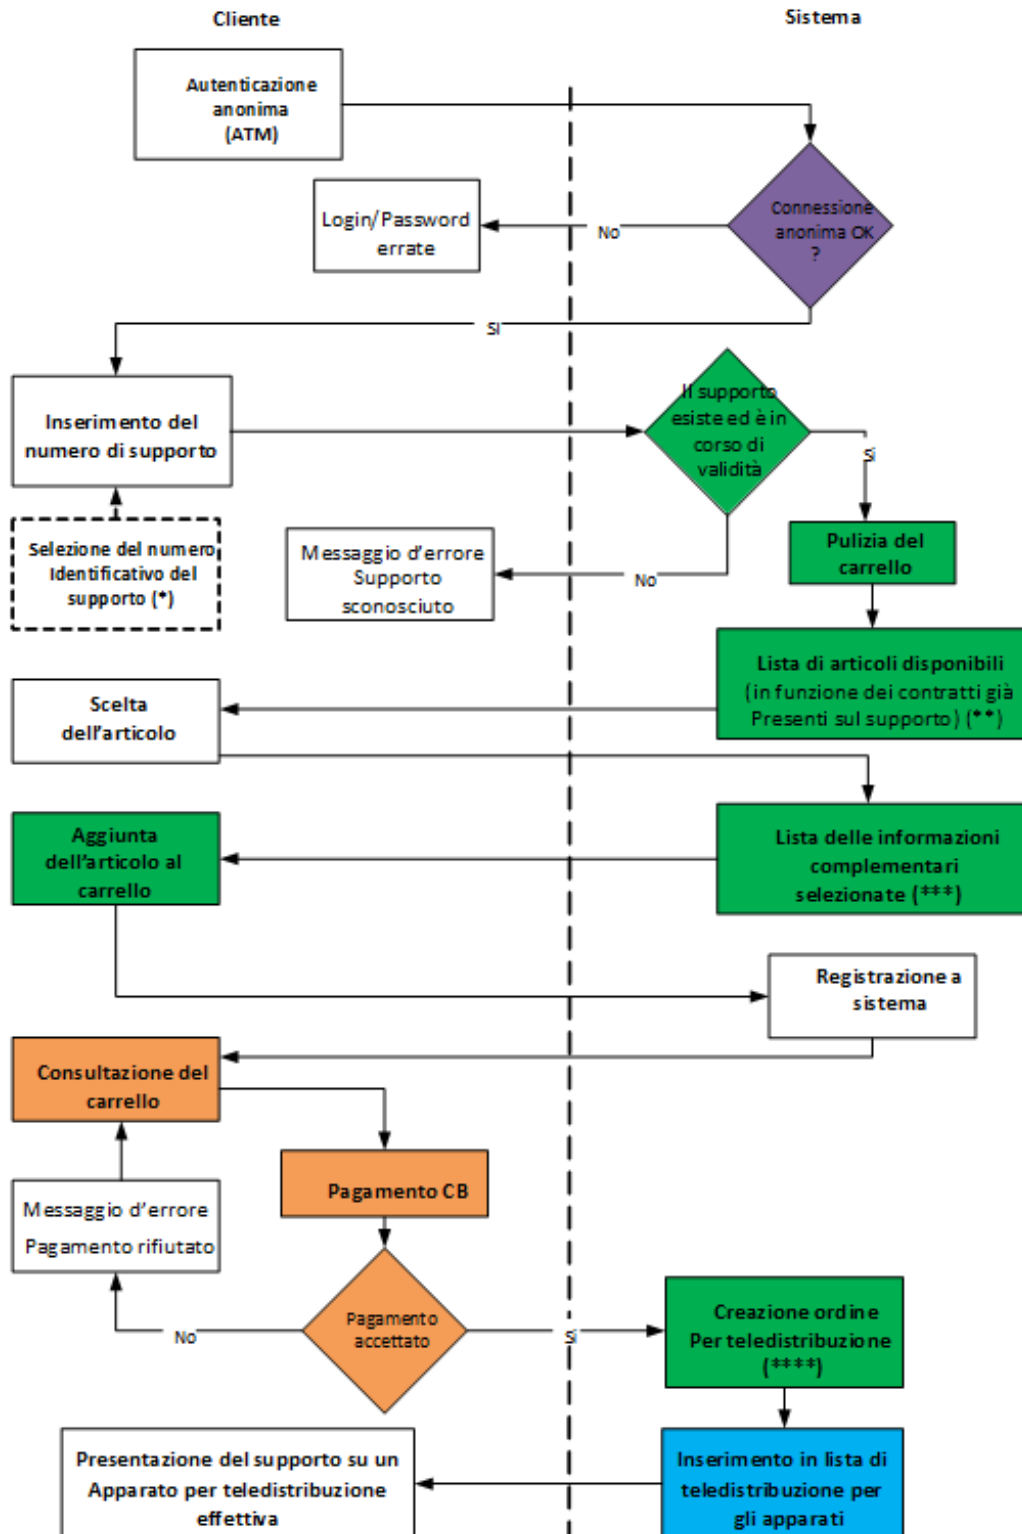 Cliente
Sistema
Autenticazione
anonima
(ATM)
Connessione
anonima OK
?
Login/Password
errate
No
Si
Inserimento del
numero di supporto
Il supporto
esiste ed è in
corso di
validità
Si
Selezione del numero
Identificativo del
supporto (*)
Messaggio d'errore
Supporto
sconosciuto
No
Pulizia del
carrello
Lista di articoli disponibili
(in funzione dei contratti già
Presenti sul supporto) (**)
Scelta
dell'articolo
Aggiunta
dell'articolo al
carrello
Lista delle informazioni
complementari
selezionate (***)
Registrazione a
sistema
Consultazione del
carrello
Pagamento CB
Messaggio d'errore
Pagamento rifiutato
Pagamento
accettato
No
Si
Creazione ordine
Per teledistribuzione
(****)
Presentazione del supporto su un
Apparato per teledistribuzione
effettiva
Inserimento in lista di
teledistribuzione per
gli apparati